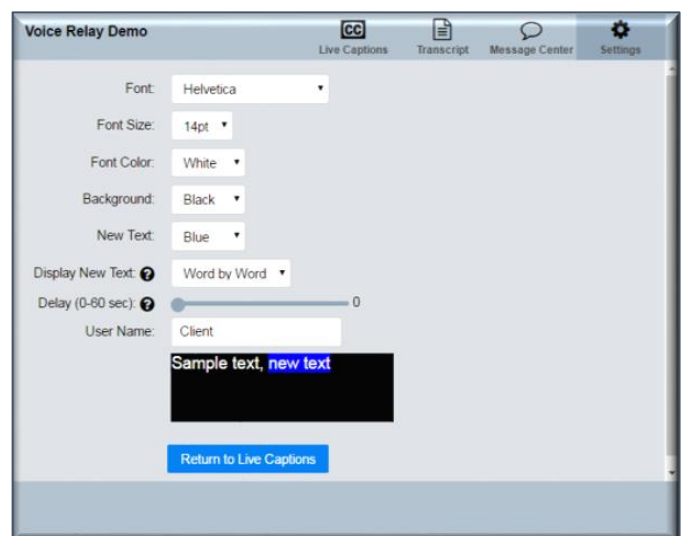 Voice Relay Demo
CC
Live Captions Transcript Message Center Settings
Font: Helvetica
Font Size: 14pt
Font Color: White
Background: Black
New Text: Blue
Display New Text: ? Word by Word
Delay (0-60 sec): ? 0
User Name: Client
Sample text, new text
Return to Live Captions